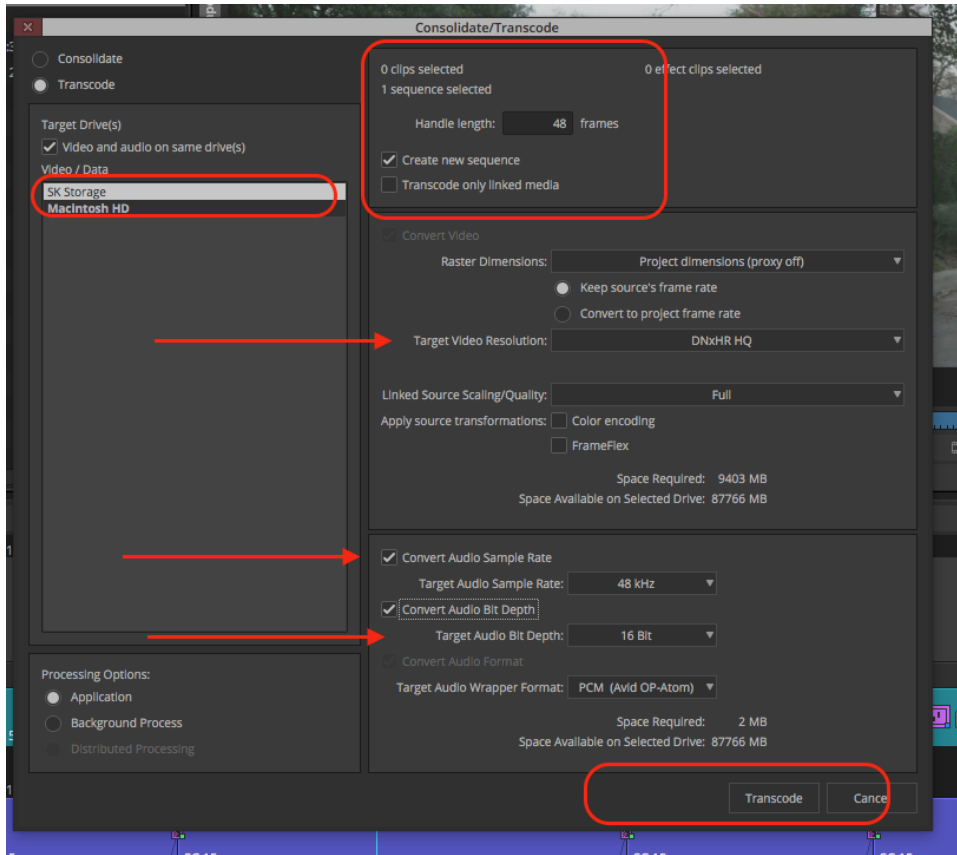 Consolidate/Transcode
Consolidate
Transcode
Target Drive(s)
Video and audio on same drive(s)
Video / Data
SK Storage
Macintosh HD
Processing Options:
Application
Background Process
Distributed Processing
0 clips selected
0 effect clips selected
1 sequence selected
Handle length: 48 frames
Create new sequence
Transcode only linked media
Convert Video
Raster Dimensions: Project dimensions (proxy off)
Keep source's frame rate
Convert to project frame rate
Target Video Resolution: DNxHR HQ
Linked Source Scaling/Quality: Full
Apply source transformations: Color encoding
FrameFlex
Space Required: 9403 MB
Space Available on Selected Drive: 87766 MB
Convert Audio Sample Rate
Target Audio Sample Rate: 48 kHz
Convert Audio Bit Depth
Target Audio Bit Depth: 16 Bit
Convert Audio Format
Target Audio Wrapper Format: PCM (Avid OP-Atom)
Space Required: 2 MB
Space Available on Selected Drive: 87766 MB
Transcode
Cancel